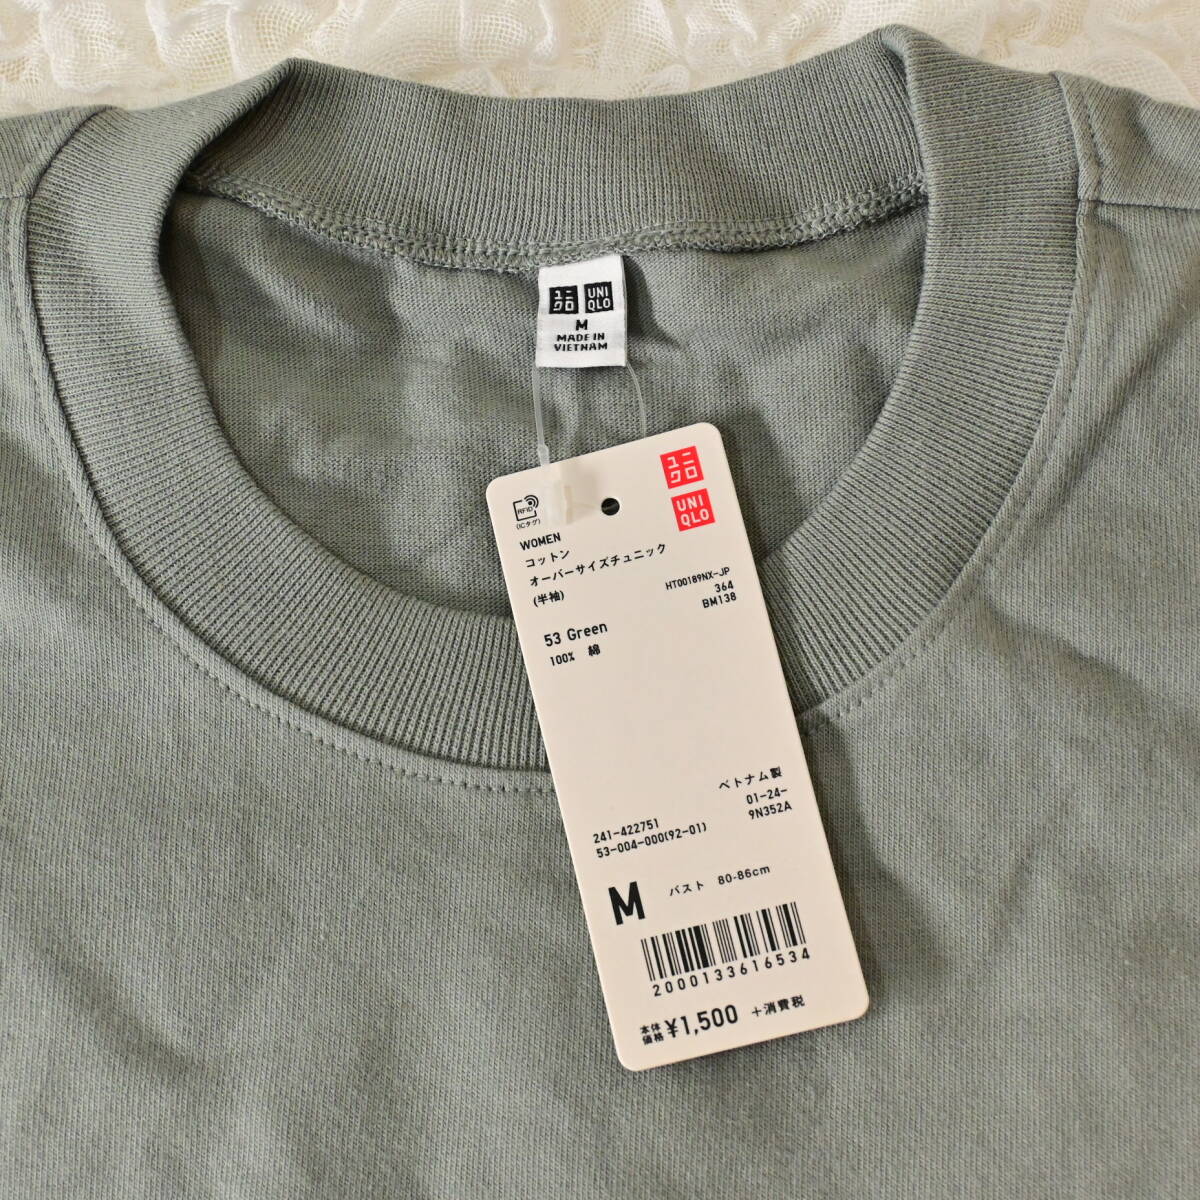 ユニ UNI
クロ QLO
M
MADE IN
VIETNAM
ユニ
クロ
UNI
QLO
RFID
(ICタグ)
WOMEN
コットン
オーバーサイズチュニック
(半袖)
HT00189NX-JP
364
BM138
53 Green
100% 綿
ベトナム製
01-24-
9N352A
241-422751
53-004-000(92-01)
M バスト 80-86cm
2000133616534
本体価格 ¥1,500 +消費税